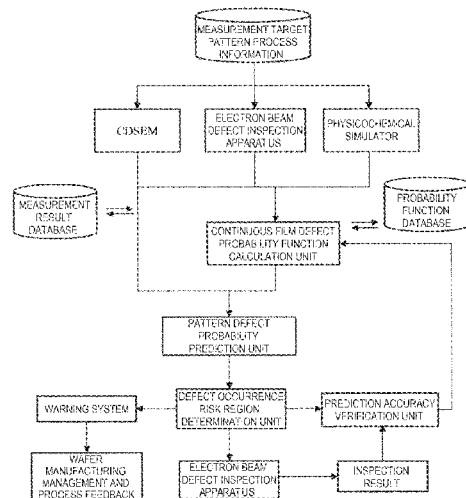 MEASUREMENT TARGET
PATTERN PROCESS
INFORMATION
CDSEM
ELECTRON BEAM
DEFECT INSPECTION
APPARATUS
PHYSICOCHEMICAL
SIMULATOR
MEASUREMENT
RESULT
DATABASE
PROBABILITY
FUNCTION
DATABASE
CONTINUOUS FILM DEFECT
PROBABILITY FUNCTION
CALCULATION UNIT
PATTERN DEFECT
PROBABILITY
PREDICTION UNIT
WARNING SYSTEM
DEFECT OCCURRENCE
RISK REGION
DETERMINATION UNIT
PREDICTION ACCURACY
VERIFICATION UNIT
WAFER
MANUFACTURING
MANAGEMENT AND
PROCESS FEEDBACK
ELECTRON BEAM
DEFECT INSPECTION
APPARATUS
INSPECTION
RESULT